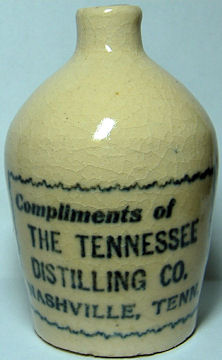 Compliments of
THE TENNESSEE
DISTILLING CO.
NASHVILLE, TENN.